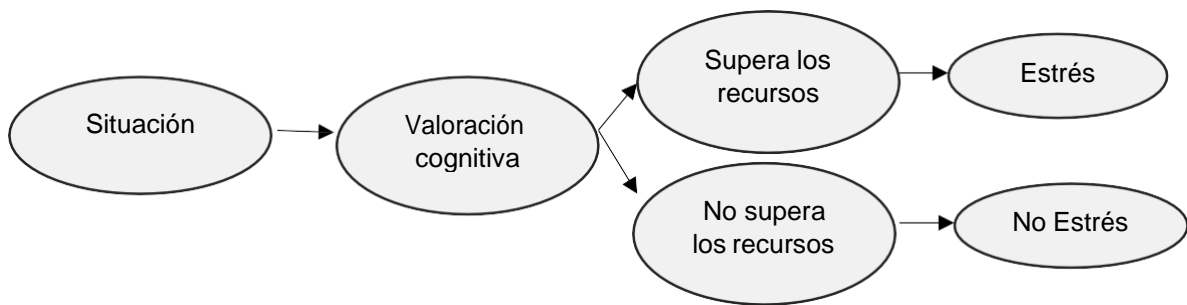 Situación
Valoración
cognitiva
Supera los
recursos
Estrés
No supera
los recursos
No Estrés